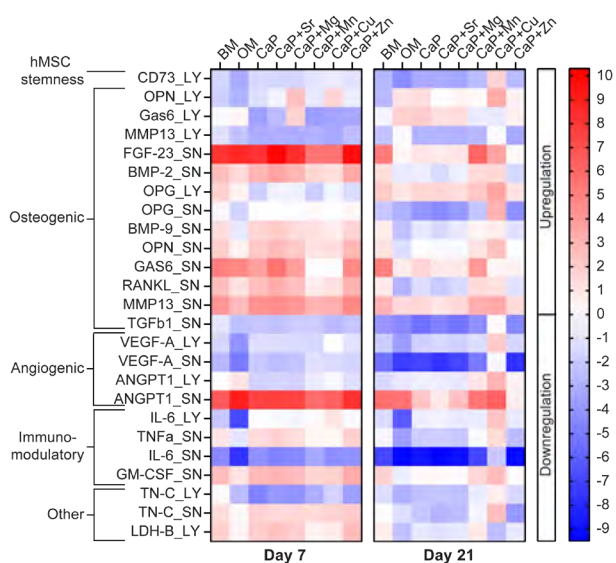 BM OM CaP CaP+Sr CaP+Mg CaP+Mn CaP+Cu CaP+Zn
BM OM CaP CaP+Sr CaP+Mg CaP+Mn CaP+Cu CaP+Zn
hMSC
stemness
CD73_LY
Osteogenic
OPN_LY
Gas6_LY
MMP13_LY
FGF-23_SN
BMP-2_SN
OPG_LY
OPG_SN
BMP-9_SN
OPN_SN
GAS6_SN
RANKL_SN
MMP13_SN
TGFb1_SN
Angiogenic
VEGF-A_LY
VEGF-A_SN
ANGPT1_LY
ANGPT1_SN
Immuno-
modulatory
IL-6_LY
TNFa_SN
IL-6_SN
GM-CSF_SN
Other
TN-C_LY
TN-C_SN
LDH-B_LY
Day 7
Day 21
Upregulation
Downregulation
10
9
8
7
6
5
4
3
2
1
0
-1
-2
-3
-4
-5
-6
-7
-8
-9